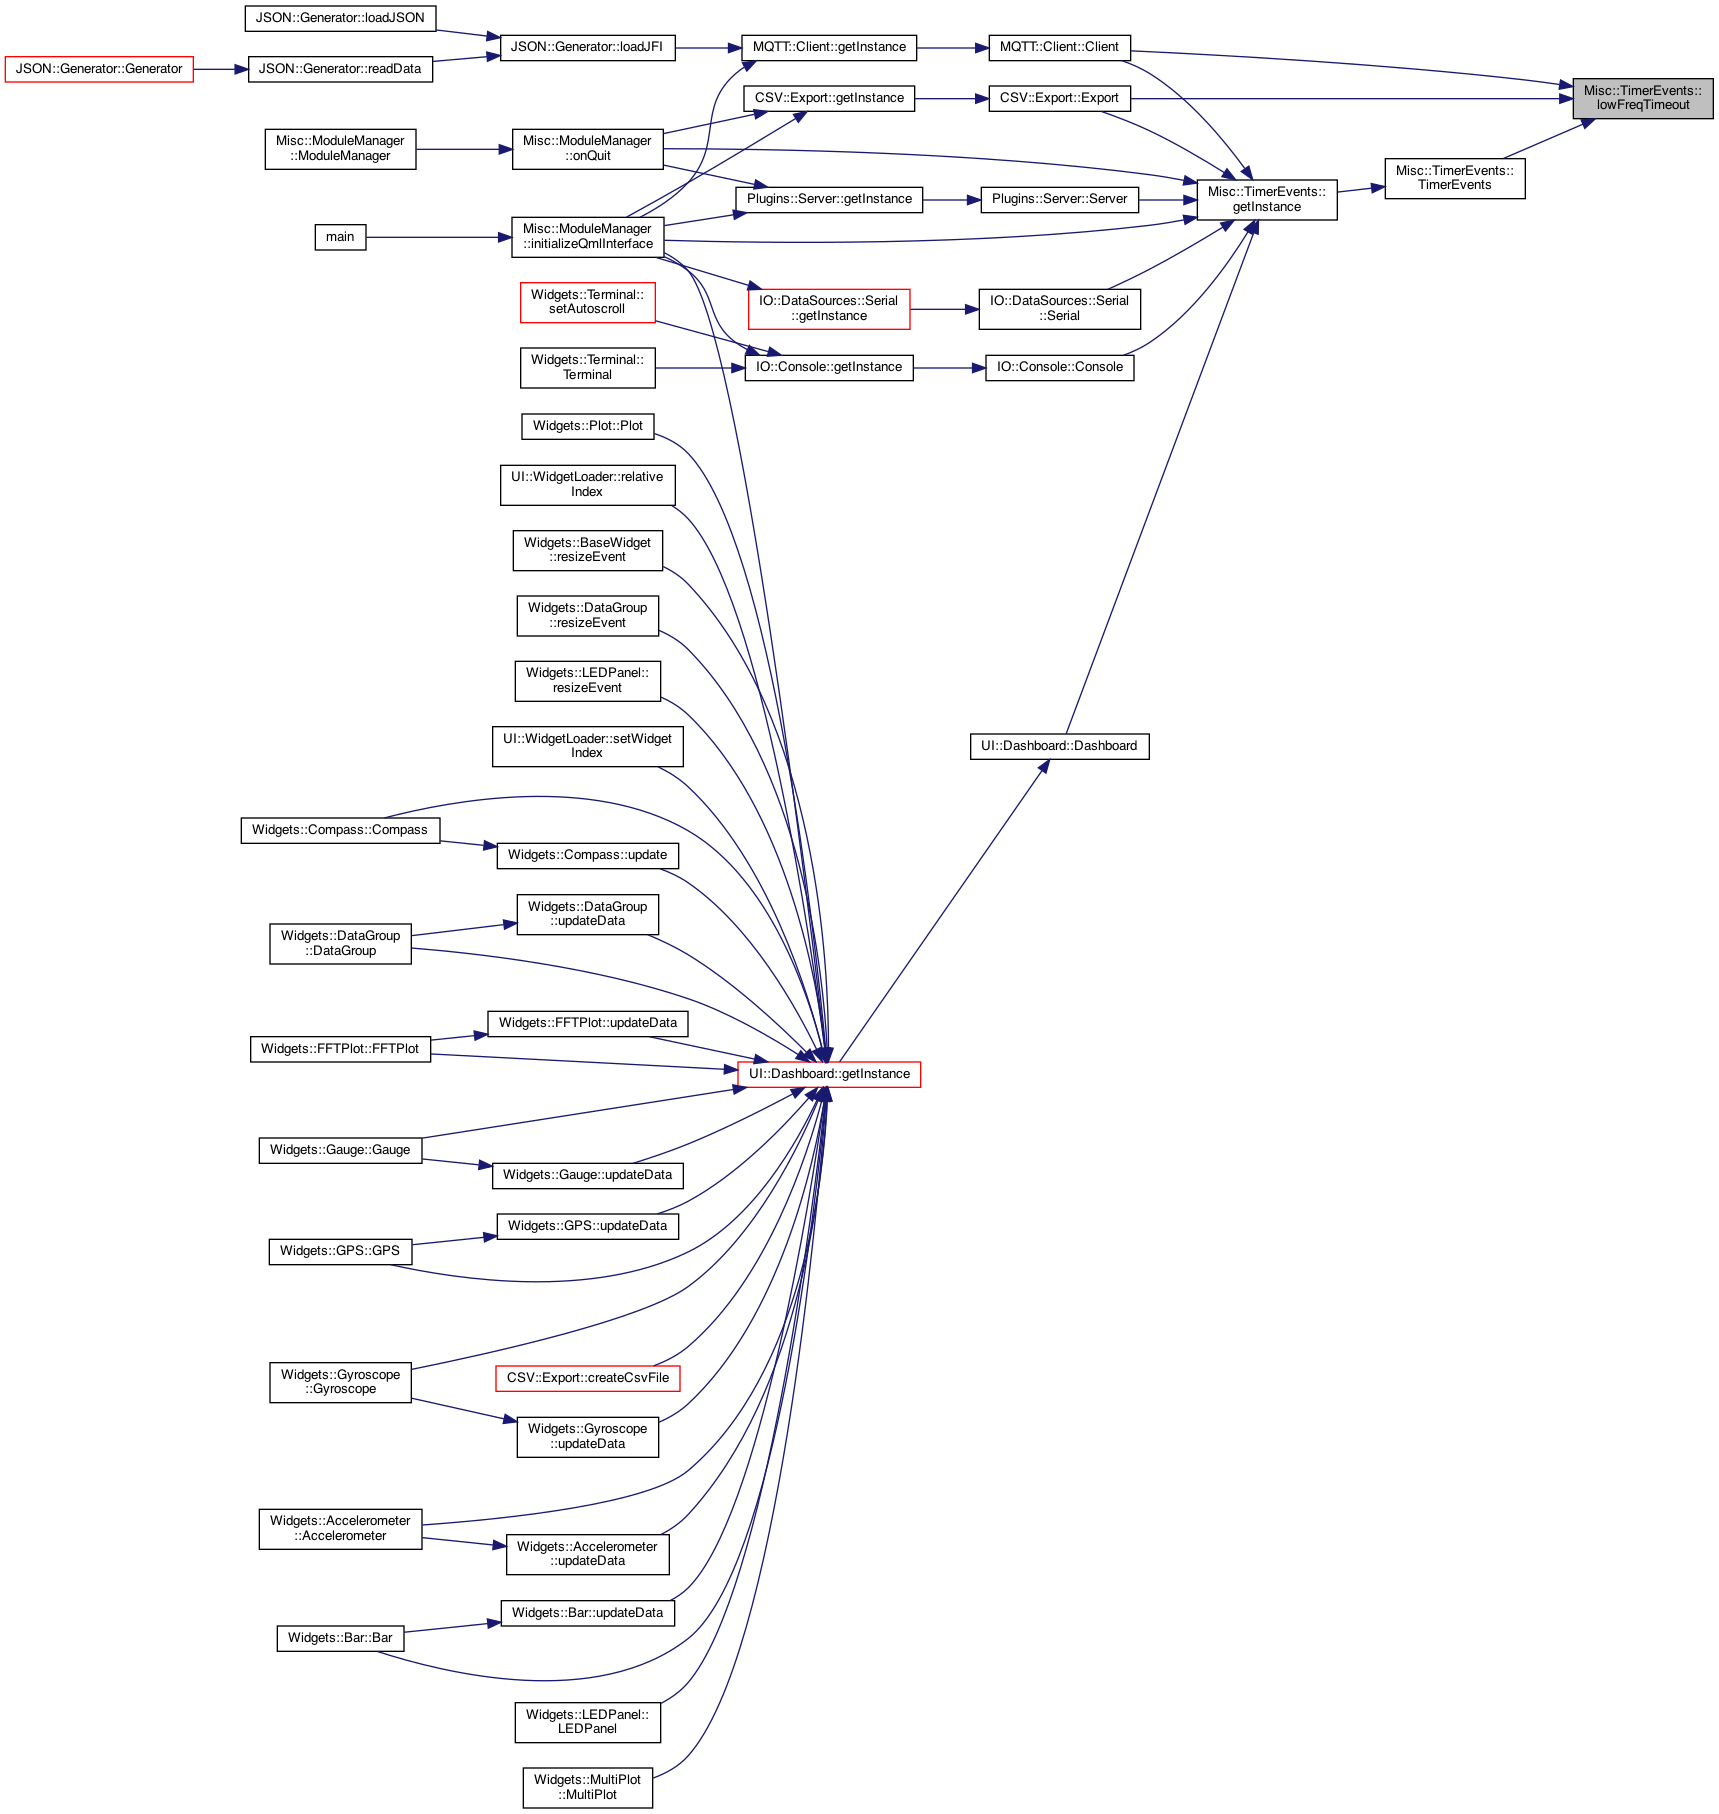 JSON::Generator::loadJSON
JSON::Generator::loadJFI
MQTT::Client::getInstance
MQTT::Client::Client
JSON::Generator::Generator
JSON::Generator::readData
CSV::Export::getInstance
CSV::Export::Export
Misc::TimerEvents::
lowFreqTimeout
Misc::ModuleManager
::ModuleManager
Misc::ModuleManager
::onQuit
Misc::TimerEvents::
TimerEvents
Plugins::Server::getInstance
Plugins::Server::Server
Misc::TimerEvents::
getInstance
main
Misc::ModuleManager
::initializeQmlInterface
Widgets::Terminal::
setAutoscroll
IO::DataSources::Serial
::getInstance
IO::DataSources::Serial
::Serial
Widgets::Terminal::
Terminal
IO::Console::getInstance
IO::Console::Console
Widgets::Plot::Plot
UI::WidgetLoader::relative
Index
Widgets::BaseWidget
::resizeEvent
Widgets::DataGroup
::resizeEvent
Widgets::LEDPanel::
resizeEvent
UI::WidgetLoader::setWidget
Index
UI::Dashboard::Dashboard
Widgets::Compass::Compass
Widgets::Compass::update
Widgets::DataGroup
::updateData
Widgets::DataGroup
::DataGroup
Widgets::FFTPlot::updateData
Widgets::FFTPlot::FFTPlot
UI::Dashboard::getInstance
Widgets::Gauge::Gauge
Widgets::Gauge::updateData
Widgets::GPS::updateData
Widgets::GPS::GPS
Widgets::Gyroscope
::Gyroscope
CSV::Export::createCsvFile
Widgets::Gyroscope
::updateData
Widgets::Accelerometer
::Accelerometer
Widgets::Accelerometer
::updateData
Widgets::Bar::updateData
Widgets::Bar::Bar
Widgets::LEDPanel::
LEDPanel
Widgets::MultiPlot
::MultiPlot